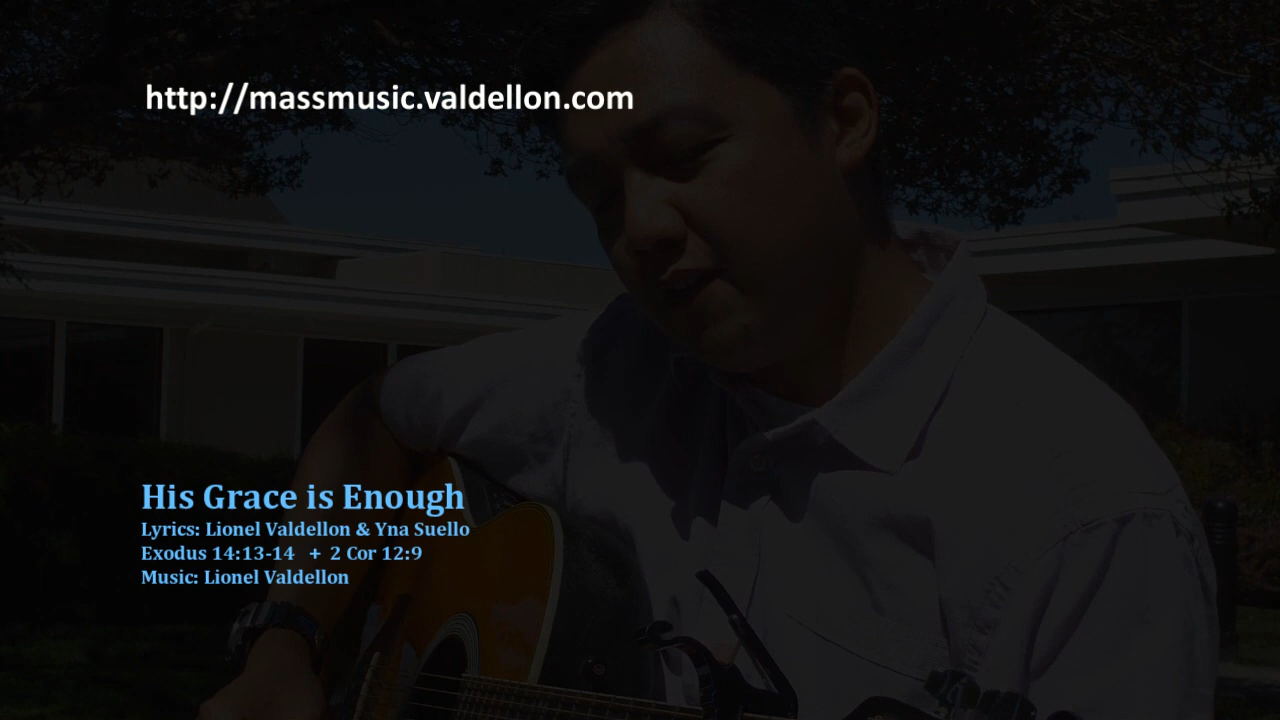 http://massmusic.valdellon.com
His Grace is Enough
Lyrics: Lionel Valdellon & Yna Suello
Exodus 14:13-14 + 2 Cor 12:9
Music: Lionel Valdellon